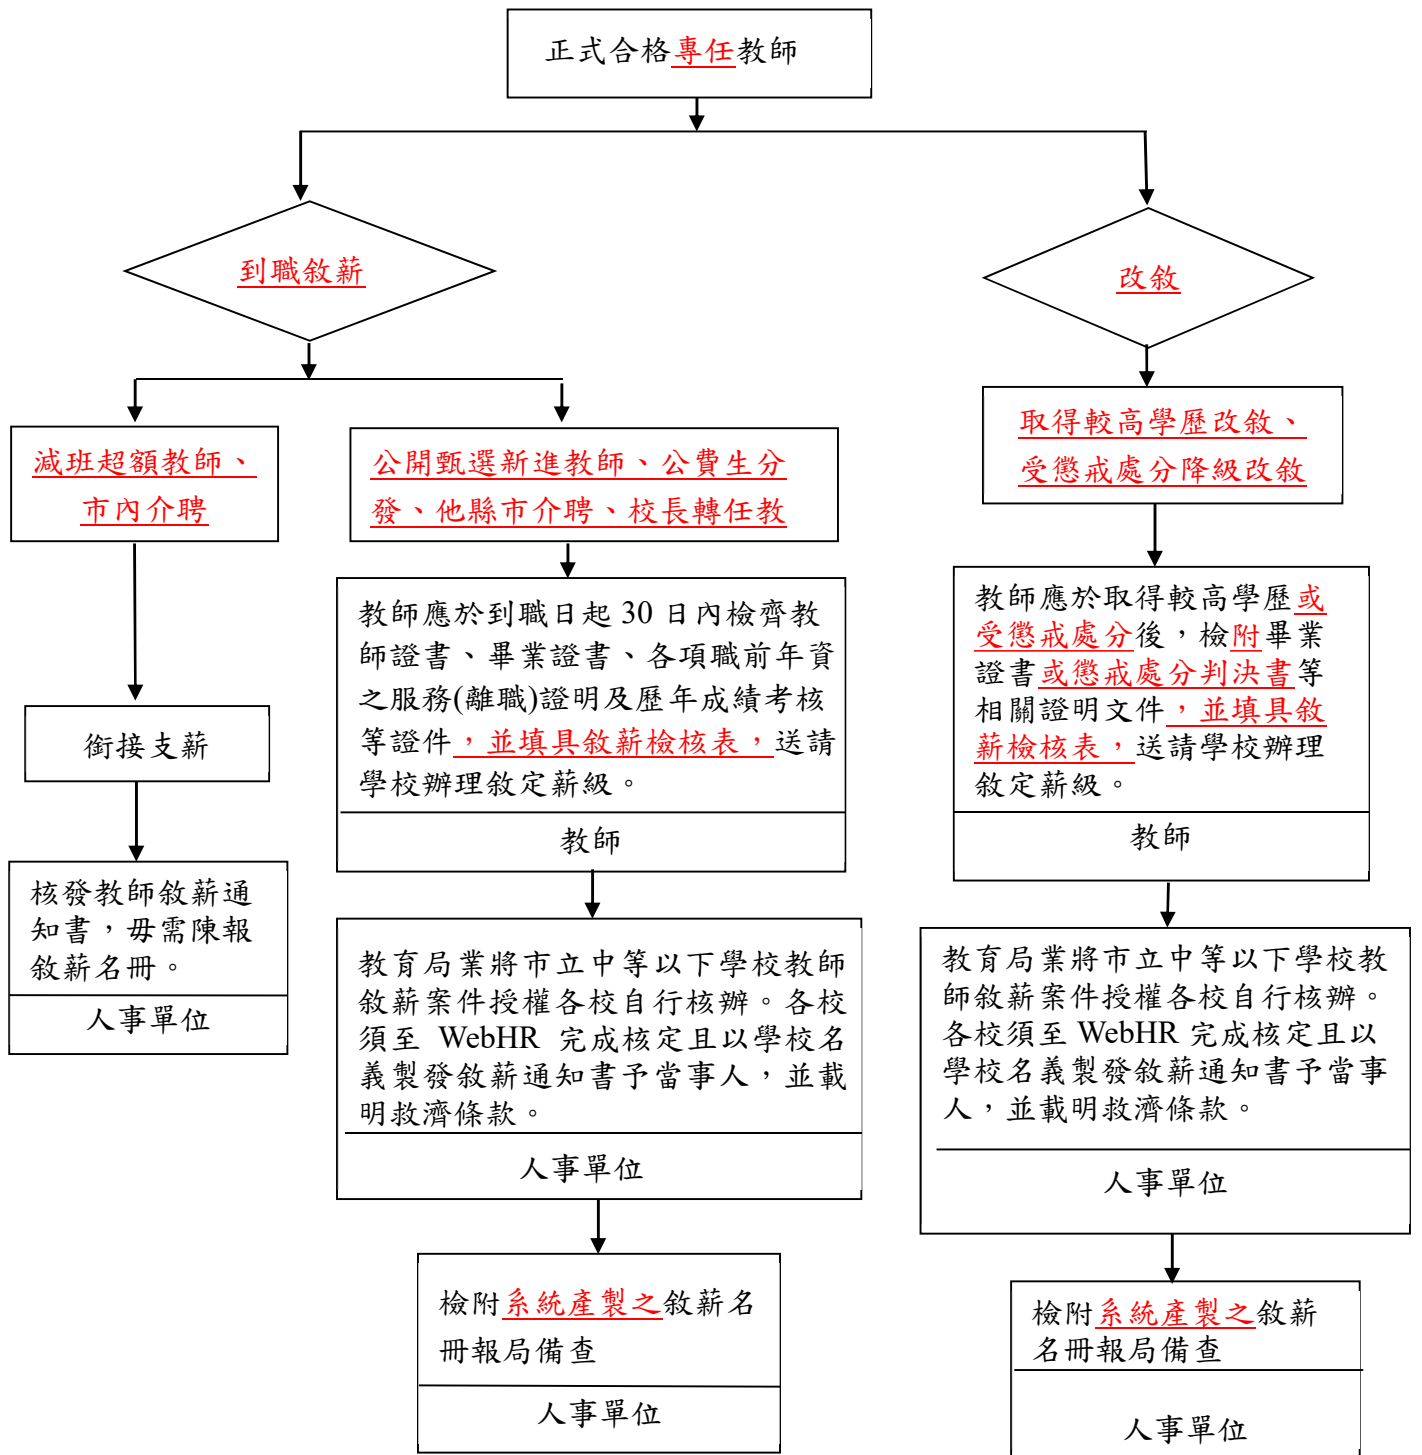 正式合格專任教師
到職敘薪
改敘
減班超額教師、
市內介聘
公開甄選新進教師、公費生分
發、他縣市介聘、校長轉任教
取得較高學歷改敘、
受懲戒處分降級改敘
銜接支薪
核發教師敘薪通
知書，毋需陳報
敘薪名冊。
人事單位
教師應於到職日起 30 日內檢齊教
師證書、畢業證書、各項職前年資
之服務(離職)證明及歷年成績考核
等證件，並填具敘薪檢核表，送請
學校辦理敘定薪級。
教師
教育局業將市立中等以下學校教師
敘薪案件授權各校自行核辦。各校
須至 WebHR 完成核定且以學校名
義製發敘薪通知書予當事人，並載
明救濟條款。
人事單位
檢附系統產製之敘薪名
冊報局備查
人事單位
教師應於取得較高學歷或
受懲戒處分後，檢附畢業
證書或懲戒處分判決書等
相關證明文件，並填具敘
薪檢核表，送請學校辦理
敘定薪級。
教師
教育局業將市立中等以下學校教
師敘薪案件授權各校自行核辦。
各校須至 WebHR 完成核定且以
學校名義製發敘薪通知書予當事
人，並載明救濟條款。
人事單位
檢附系統產製之敘薪
名冊報局備查
人事單位